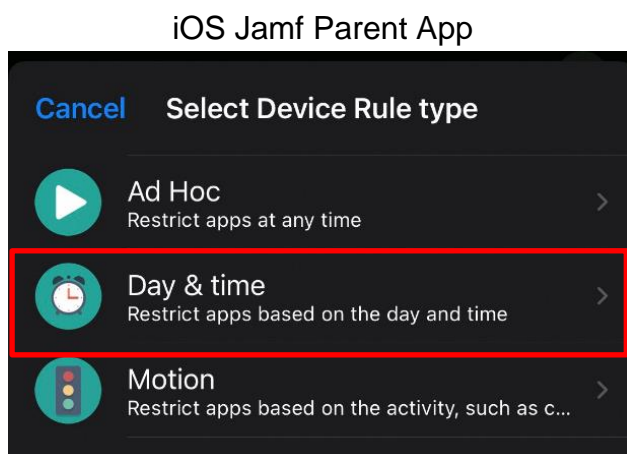 iOS Jamf Parent App
Cancel Select Device Rule type
Ad Hoc
Restrict apps at any time
Day & time
Restrict apps based on the day and time
Motion
Restrict apps based on the activity, such as c...